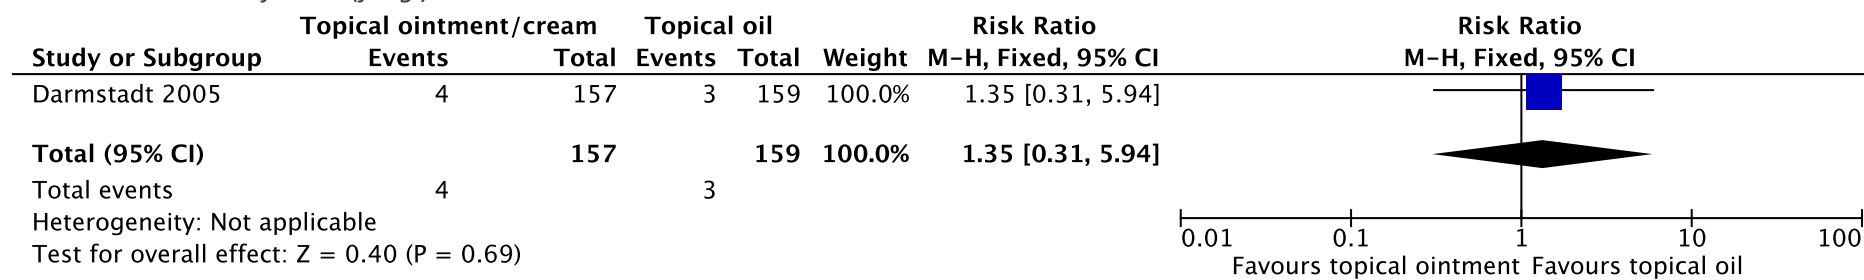 Topical ointment/cream Topical oil Risk Ratio Risk Ratio
Study or Subgroup Events Total Events Total Weight M-H, Fixed, 95% CI M-H, Fixed, 95% CI
Darmstadt 2005 4 157 3 159 100.0% 1.35 [0.31, 5.94]
Total (95% CI) 157 159 100.0% 1.35 [0.31, 5.94]
Total events 4 3
Heterogeneity: Not applicable
Test for overall effect: Z = 0.40 (P = 0.69)
0.01 0.1 1 10 100
Favours topical ointment Favours topical oil